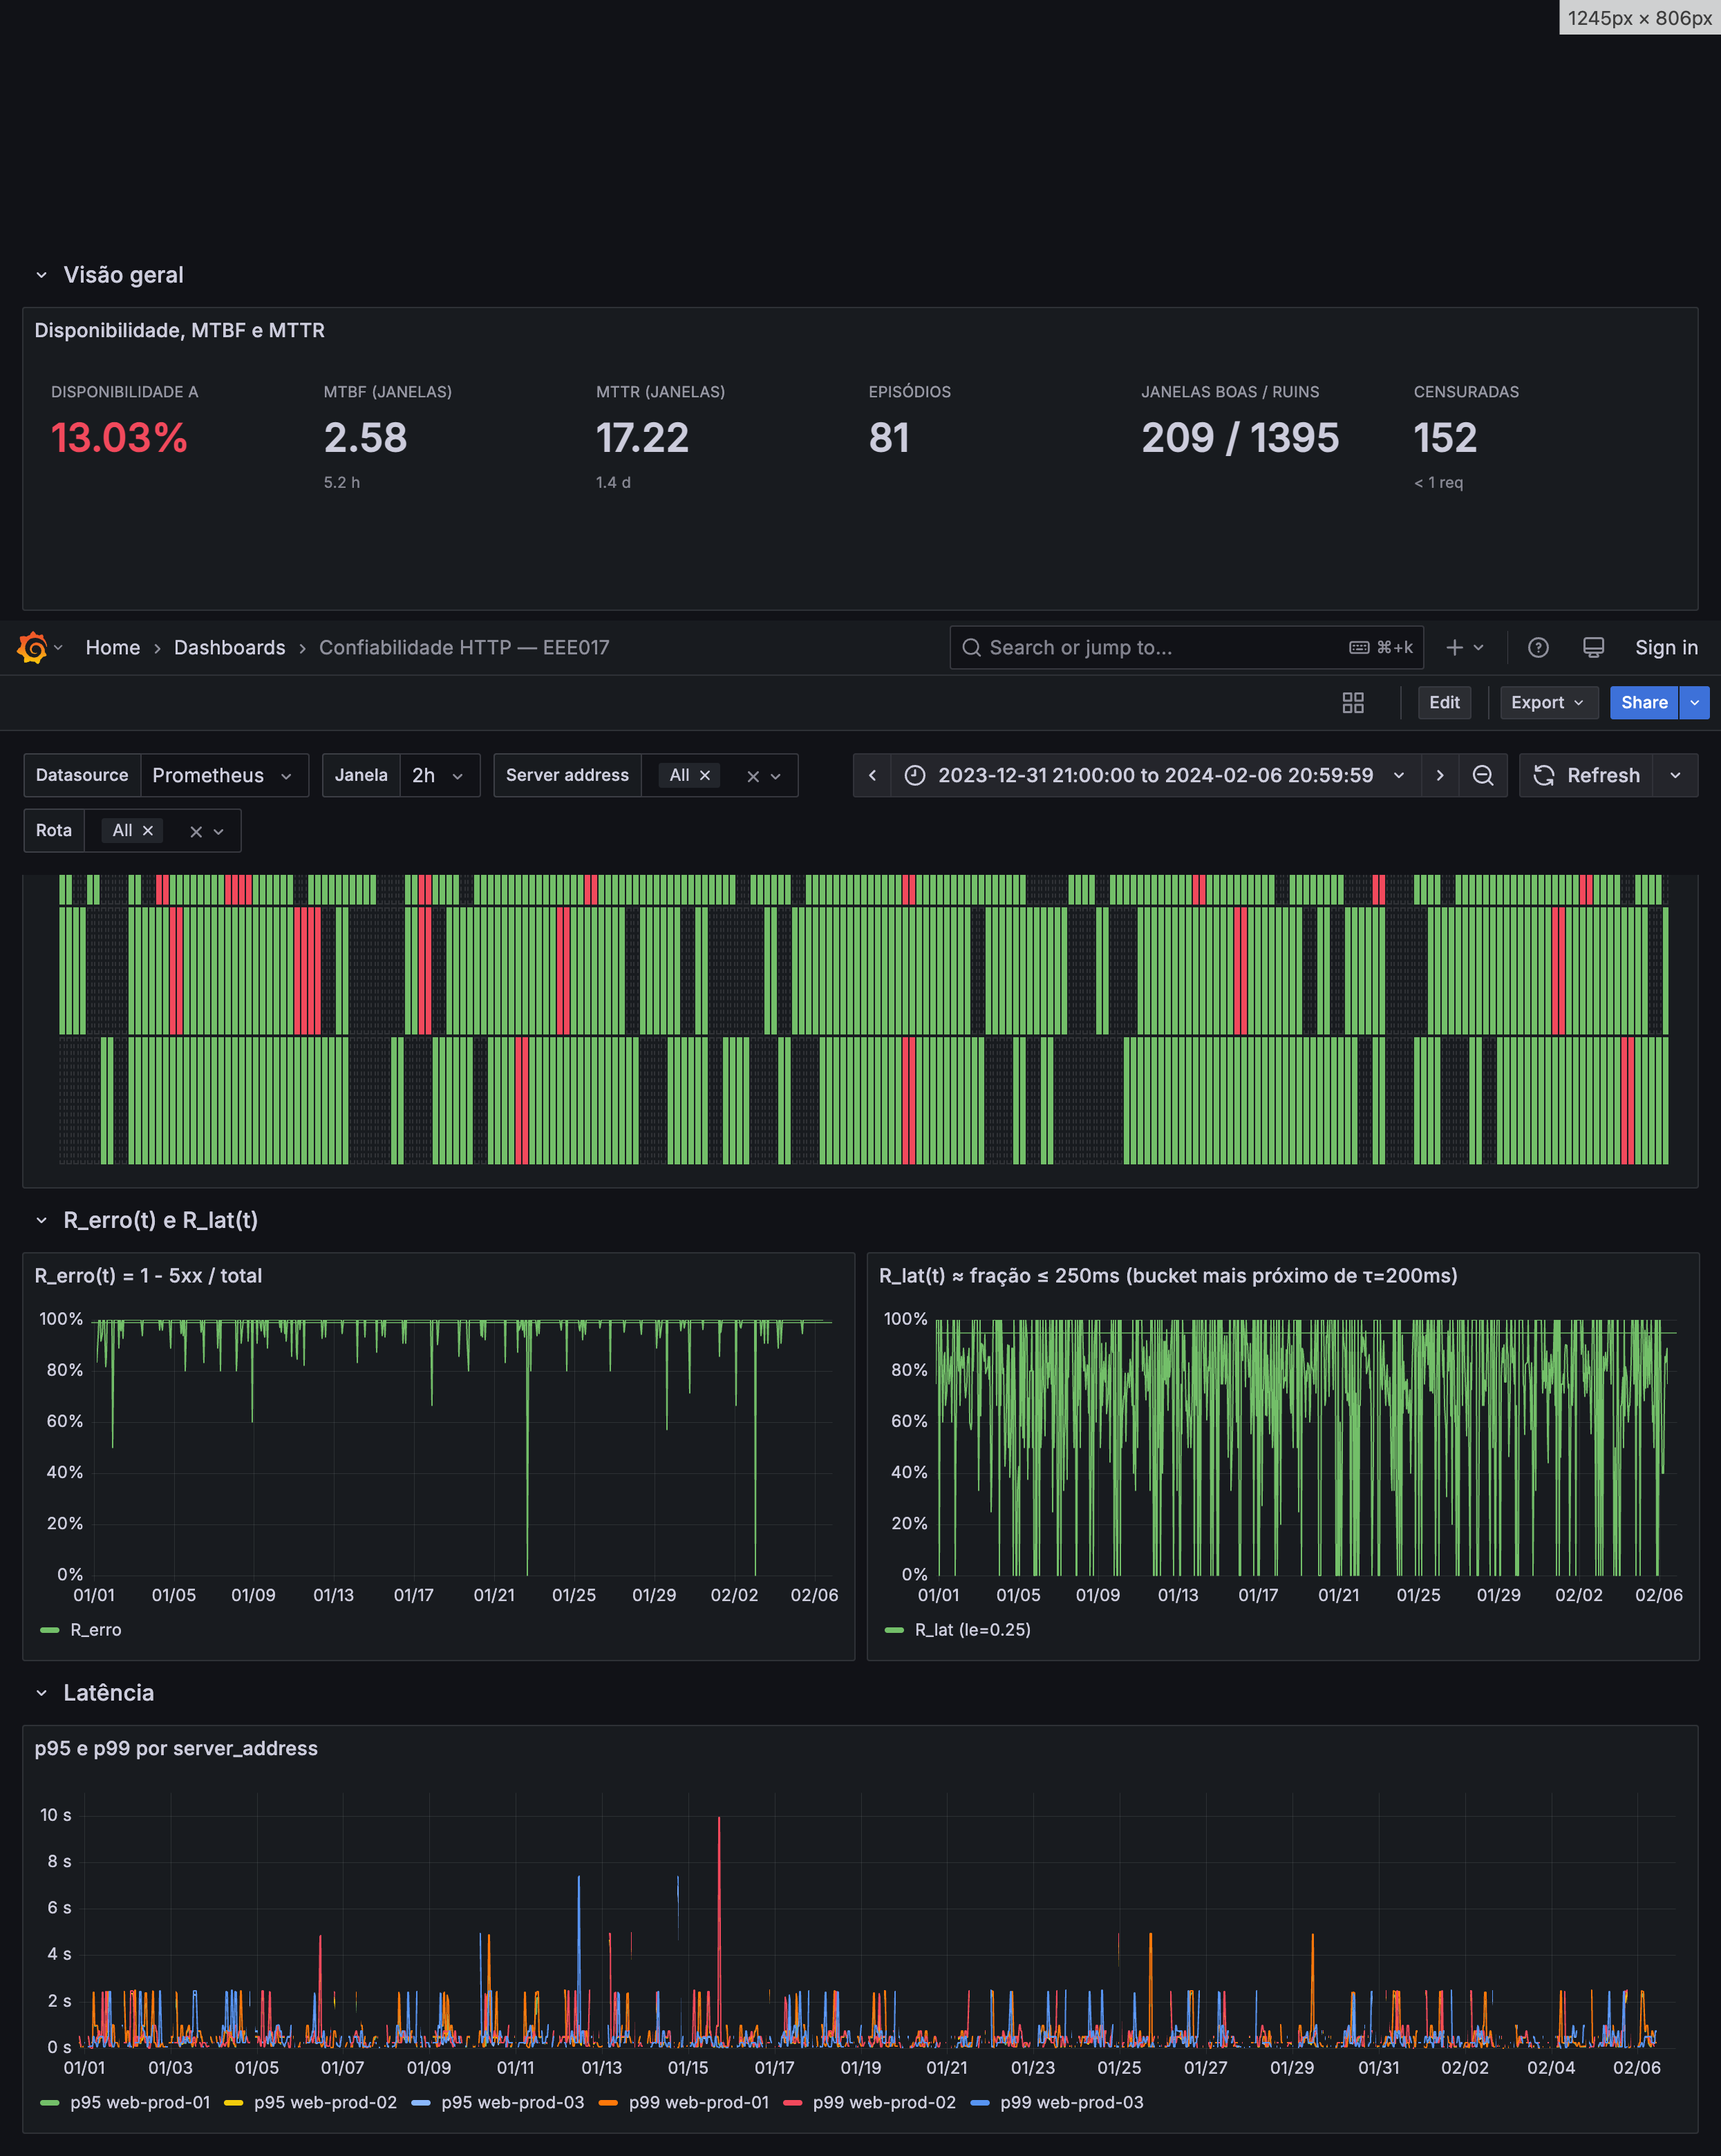 1245px × 806px
Visão geral
Disponibilidade, MTBF e MTTR
DISPONIBILIDADE A
13.03%
MTBF (JANELAS)
2.58
5.2 h
MTTR (JANELAS)
17.22
1.4 d
EPISÓDIOS
81
JANELAS BOAS / RUINS
209 / 1395
CENSURADAS
152
< 1 req
Home › Dashboards › Confiabilidade HTTP — EEE017
Search or jump to...
⌘+k
Sign in
Edit
Export
Share
Datasource Prometheus
Janela 2h
Server address All
2023-12-31 21:00:00 to 2024-02-06 20:59:59
Refresh
Rota All
R_erro(t) e R_lat(t)
R_erro(t) = 1 - 5xx / total
100%
80%
60%
40%
20%
0%
01/01 01/05 01/09 01/13 01/17 01/21 01/25 01/29 02/02 02/06
R_erro
R_lat(t) ≈ fração ≤ 250ms (bucket mais próximo de τ=200ms)
100%
80%
60%
40%
20%
0%
01/01 01/05 01/09 01/13 01/17 01/21 01/25 01/29 02/02 02/06
R_lat (le=0.25)
Latência
p95 e p99 por server_address
10 s
8 s
6 s
4 s
2 s
0 s
01/01 01/03 01/05 01/07 01/09 01/11 01/13 01/15 01/17 01/19 01/21 01/23 01/25 01/27 01/29 01/31 02/02 02/04 02/06
p95 web-prod-01 p95 web-prod-02 p95 web-prod-03 p99 web-prod-01 p99 web-prod-02 p99 web-prod-03